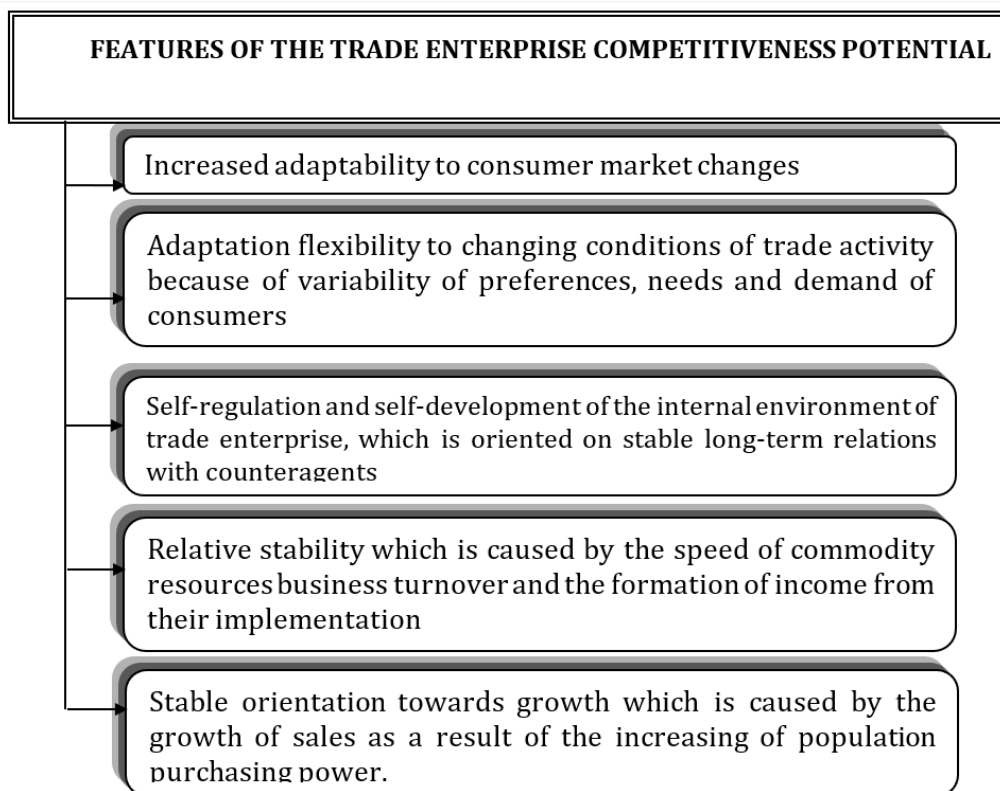 FEATURES OF THE TRADE ENTERPRISE COMPETITIVENESS POTENTIAL
Increased adaptability to consumer market changes
Adaptation flexibility to changing conditions of trade activity
because of variability of preferences, needs and demand of
consumers
Self-regulation and self-development of the internal environment of
trade enterprise, which is oriented on stable long-term relations
with counteragents
Relative stability which is caused by the speed of commodity
resources business turnover and the formation of income from
their implementation
Stable orientation towards growth which is caused by the
growth of sales as a result of the increasing of population
purchasing power.